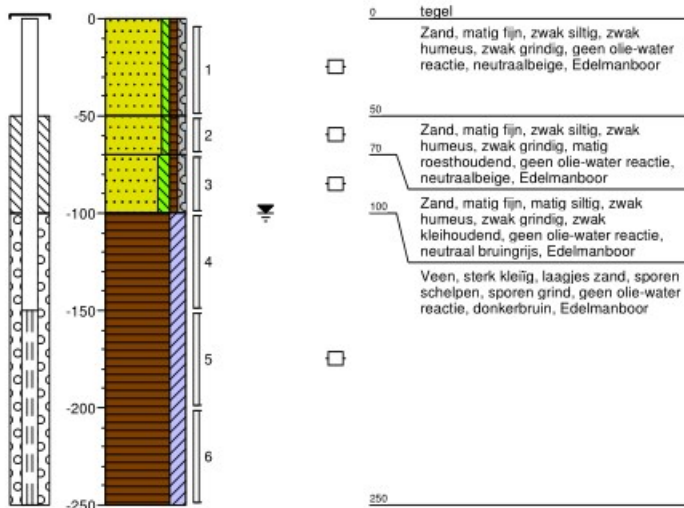 0
-50
-100
-150
-200
-250
1
2
3
4
5
6
0
tegel
Zand, matig fijn, zwak siltig, zwak
humeus, zwak grindig, geen olie-water
reactie, neutraalbeige, Edelmanboor
50
Zand, matig fijn, zwak siltig, zwak
humeus, zwak grindig, matig
roesthoudend, geen olie-water reactie,
neutraalbeige, Edelmanboor
70
Zand, matig fijn, matig siltig, zwak
humeus, zwak grindig, zwak
kleihoudend, geen olie-water reactie,
neutraal bruingrijs, Edelmanboor
100
Veen, sterk kleiïg, laagjes zand, sporen
schelpen, sporen grind, geen olie-water
reactie, donkerbruin, Edelmanboor
250